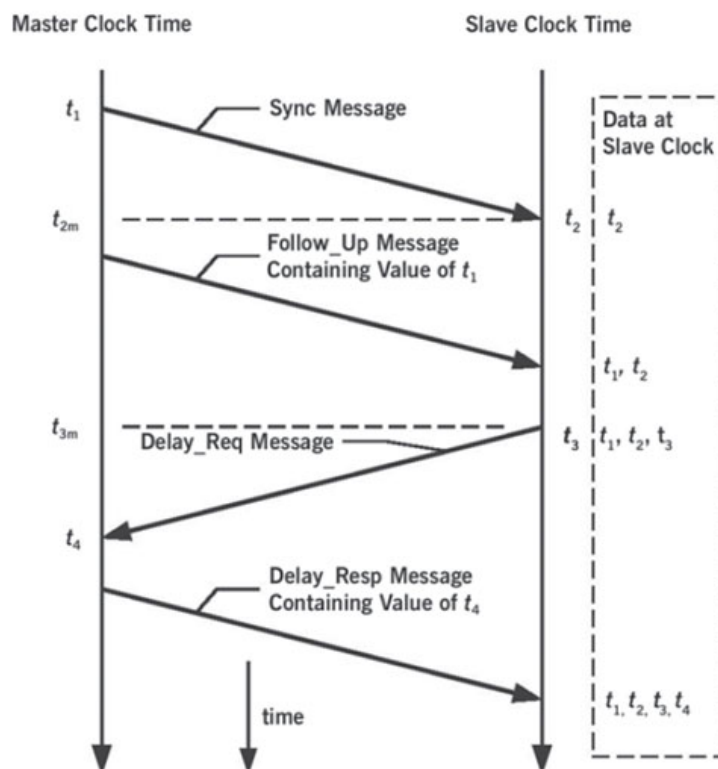 Master Clock Time
Slave Clock Time
t₁
Sync Message
Data at
Slave Clock
t₂ₘ
t₂
t₂
Follow_Up Message
Containing Value of t₁
t₁, t₂
t₃ₘ
Delay_Req Message
t₃
t₁, t₂, t₃
t₄
Delay_Resp Message
Containing Value of t₄
t₁, t₂, t₃, t₄
time